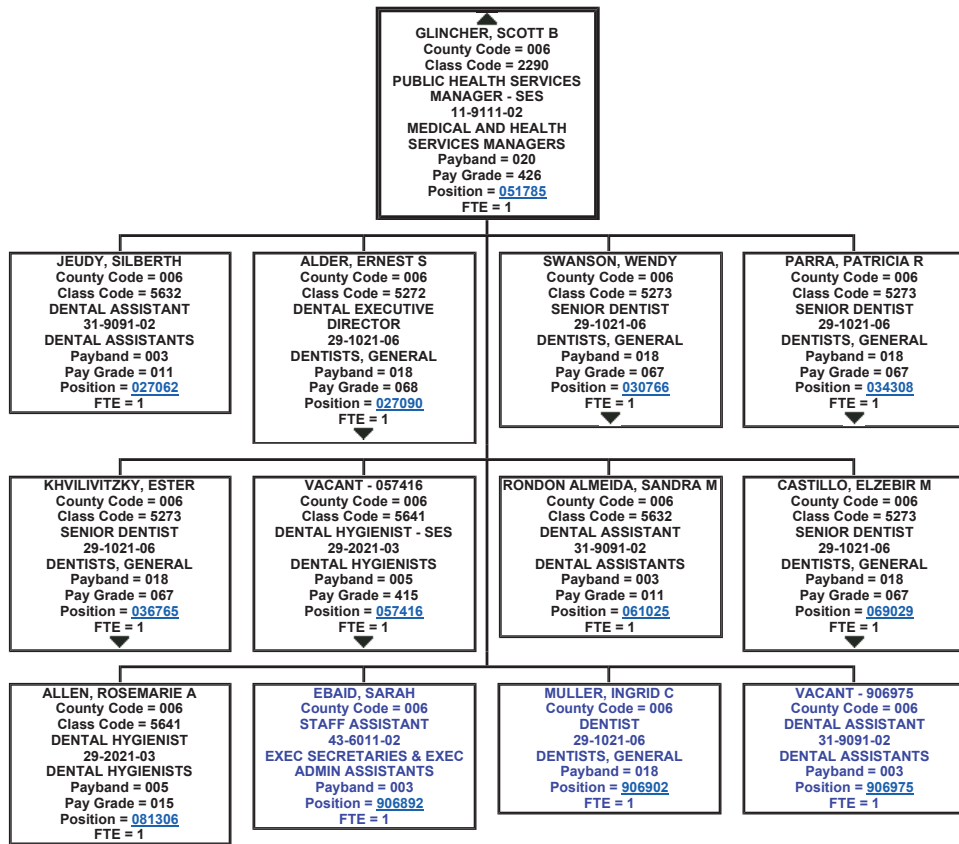 GLINCHER, SCOTT B
County Code = 006
Class Code = 2290
PUBLIC HEALTH SERVICES
MANAGER - SES
11-9111-02
MEDICAL AND HEALTH
SERVICES MANAGERS
Payband = 020
Pay Grade = 426
Position = 051785
FTE = 1
JEUDY, SILBERTH
County Code = 006
Class Code = 5632
DENTAL ASSISTANT
31-9091-02
DENTAL ASSISTANTS
Payband = 003
Pay Grade = 011
Position = 027062
FTE = 1
ALDER, ERNEST S
County Code = 006
Class Code = 5272
DENTAL EXECUTIVE
DIRECTOR
29-1021-06
DENTISTS, GENERAL
Payband = 018
Pay Grade = 068
Position = 027090
FTE = 1
SWANSON, WENDY
County Code = 006
Class Code = 5273
SENIOR DENTIST
29-1021-06
DENTISTS, GENERAL
Payband = 018
Pay Grade = 067
Position = 030766
FTE = 1
PARRA, PATRICIA R
County Code = 006
Class Code = 5273
SENIOR DENTIST
29-1021-06
DENTISTS, GENERAL
Payband = 018
Pay Grade = 067
Position = 034308
FTE = 1
KHVILIVITZKY, ESTER
County Code = 006
Class Code = 5273
SENIOR DENTIST
29-1021-06
DENTISTS, GENERAL
Payband = 018
Pay Grade = 067
Position = 036765
FTE = 1
VACANT - 057416
County Code = 006
Class Code = 5641
DENTAL HYGIENIST - SES
29-2021-03
DENTAL HYGIENISTS
Payband = 005
Pay Grade = 415
Position = 057416
FTE = 1
RONDON ALMEIDA, SANDRA M
County Code = 006
Class Code = 5632
DENTAL ASSISTANT
31-9091-02
DENTAL ASSISTANTS
Payband = 003
Pay Grade = 011
Position = 061025
FTE = 1
CASTILLO, ELZEBIR M
County Code = 006
Class Code = 5273
SENIOR DENTIST
29-1021-06
DENTISTS, GENERAL
Payband = 018
Pay Grade = 067
Position = 069029
FTE = 1
ALLEN, ROSEMARIE A
County Code = 006
Class Code = 5641
DENTAL HYGIENIST
29-2021-03
DENTAL HYGIENISTS
Payband = 005
Pay Grade = 015
Position = 081306
FTE = 1
EBAID, SARAH
County Code = 006
STAFF ASSISTANT
43-6011-02
EXEC SECRETARIES & EXEC
ADMIN ASSISTANTS
Payband = 003
Position = 906892
FTE = 1
MULLER, INGRID C
County Code = 006
DENTIST
29-1021-06
DENTISTS, GENERAL
Payband = 018
Position = 906902
FTE = 1
VACANT - 906975
County Code = 006
DENTAL ASSISTANT
31-9091-02
DENTAL ASSISTANTS
Payband = 003
Position = 906975
FTE = 1